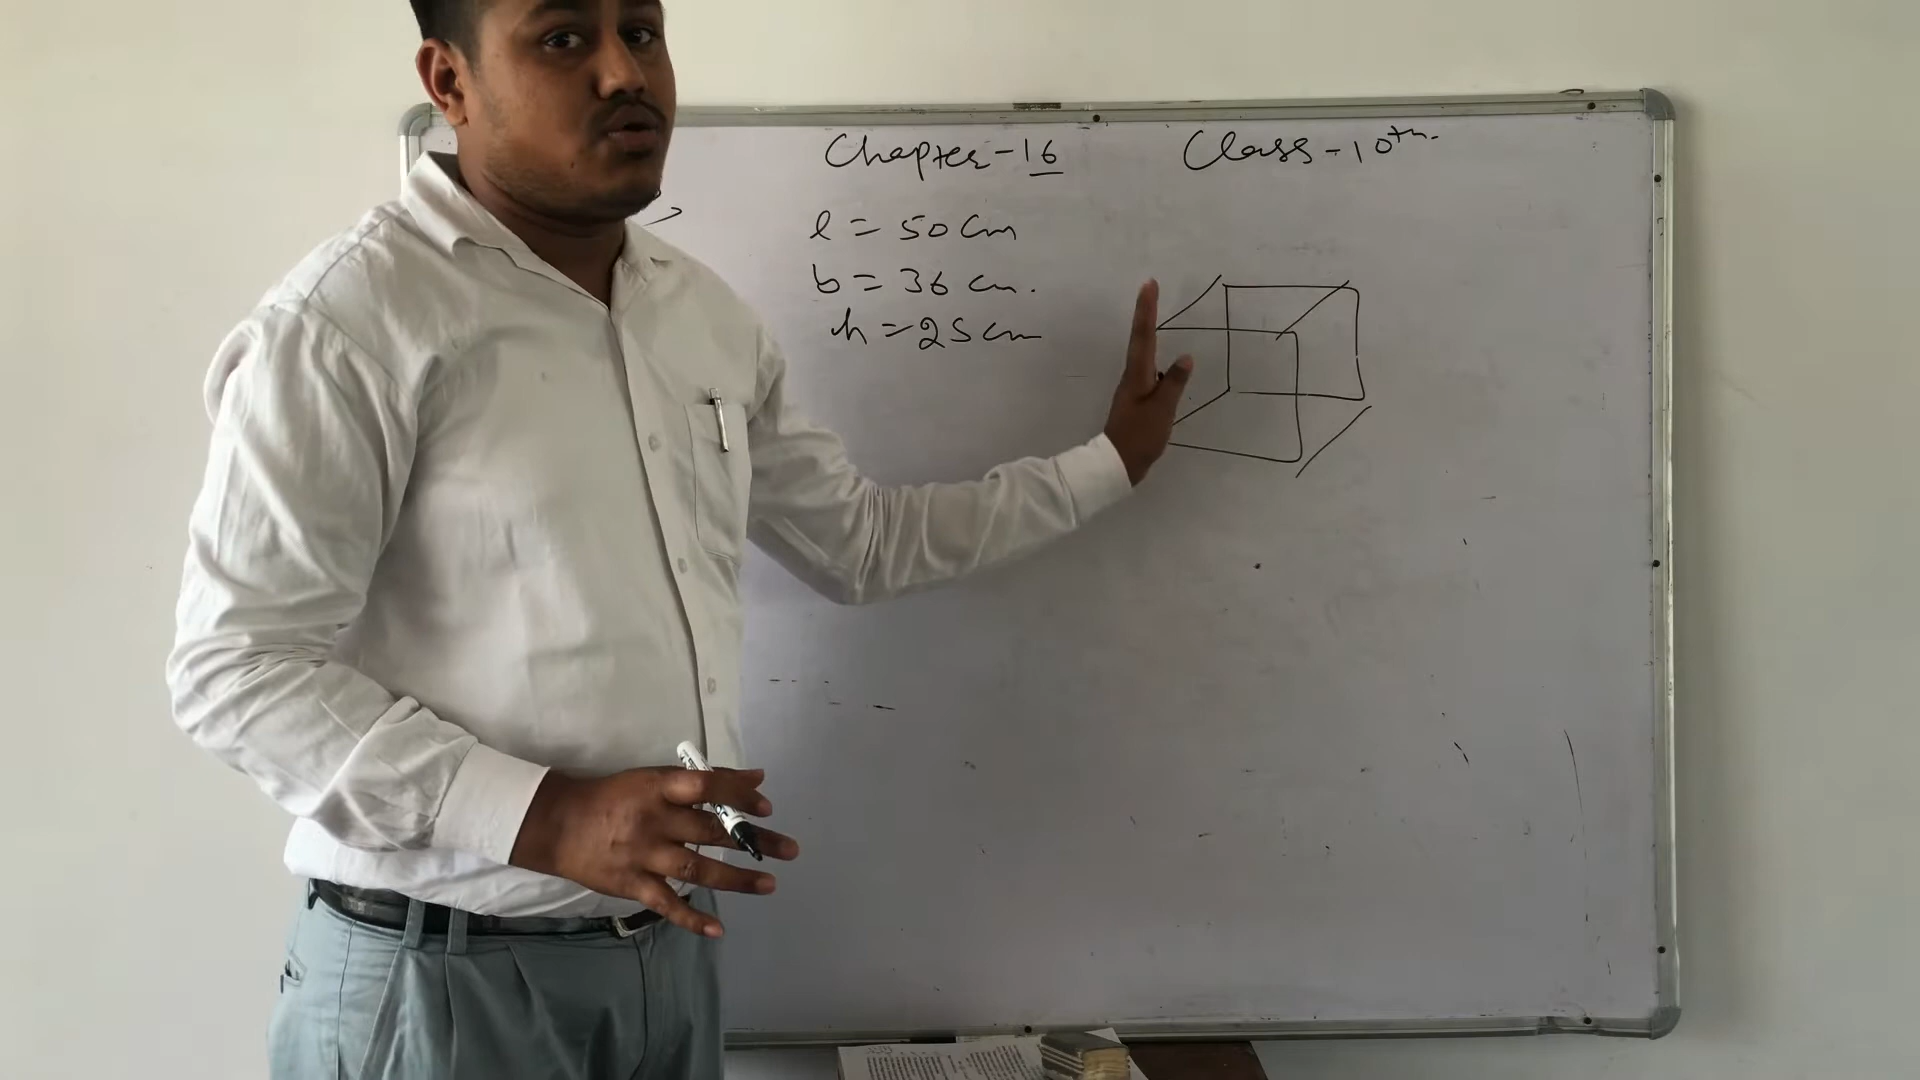 Chapter-16 Class-10th.
l = 50 cm
b = 36 cm.
h = 25 cm